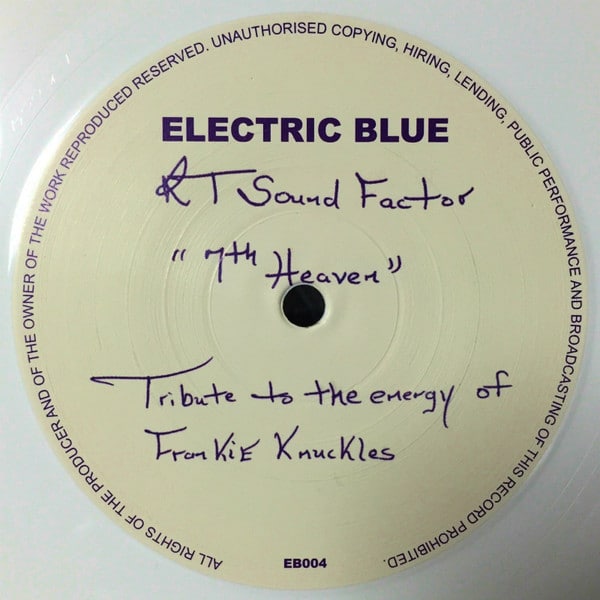 ALL RIGHTS OF THE PRODUCER AND OF THE OWNER OF THE WORK REPRODUCED RESERVED. UNAUTHORISED COPYING, HIRING, LENDING, PUBLIC PERFORMANCE AND BROADCASTING OF THIS RECORD PROHIBITED.
ELECTRIC BLUE
RT Sound Factor
"7th Heaven"
Tribute to the energy of
Frankie Knuckles
EB004